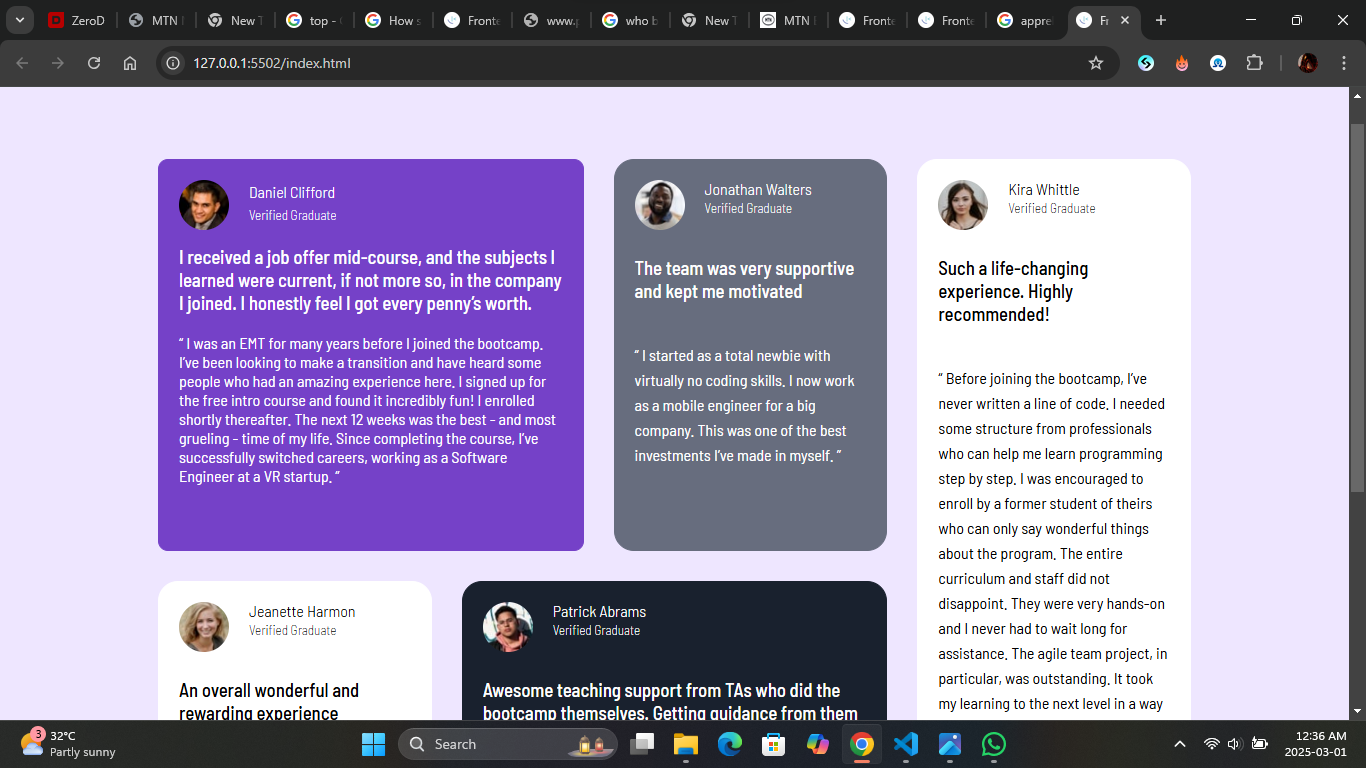 ZeroD
MTN
New T
top -
How s
Fronte
www.p
who b
New T
MTN
Fronte
Fronte
appre
Fr
127.0.0.1:5502/index.html
Daniel Clifford
Verified Graduate
I received a job offer mid-course, and the subjects I
learned were current, if not more so, in the company
I joined. I honestly feel I got every penny’s worth.
“ I was an EMT for many years before I joined the bootcamp.
I’ve been looking to make a transition and have heard some
people who had an amazing experience here. I signed up for
the free intro course and found it incredibly fun! I enrolled
shortly thereafter. The next 12 weeks was the best - and most
grueling - time of my life. Since completing the course, I’ve
successfully switched careers, working as a Software
Engineer at a VR startup. ”
Jonathan Walters
Verified Graduate
The team was very supportive
and kept me motivated
” I started as a total newbie with
virtually no coding skills. I now work
as a mobile engineer for a big
company. This was one of the best
investments I’ve made in myself. ”
Kira Whittle
Verified Graduate
Such a life-changing
experience. Highly
recommended!
“ Before joining the bootcamp, I’ve
never written a line of code. I needed
some structure from professionals
who can help me learn programming
step by step. I was encouraged to
enroll by a former student of theirs
who can only say wonderful things
about the program. The entire
curriculum and staff did not
disappoint. They were very hands-on
and I never had to wait long for
assistance. The agile team project, in
particular, was outstanding. It took
my learning to the next level in a way
Jeanette Harmon
Verified Graduate
An overall wonderful and
rewarding experience
Patrick Abrams
Verified Graduate
Awesome teaching support from TAs who did the
bootcamp themselves. Getting guidance from them
3
32°C
Partly sunny
Search
12:36 AM
2025-03-01